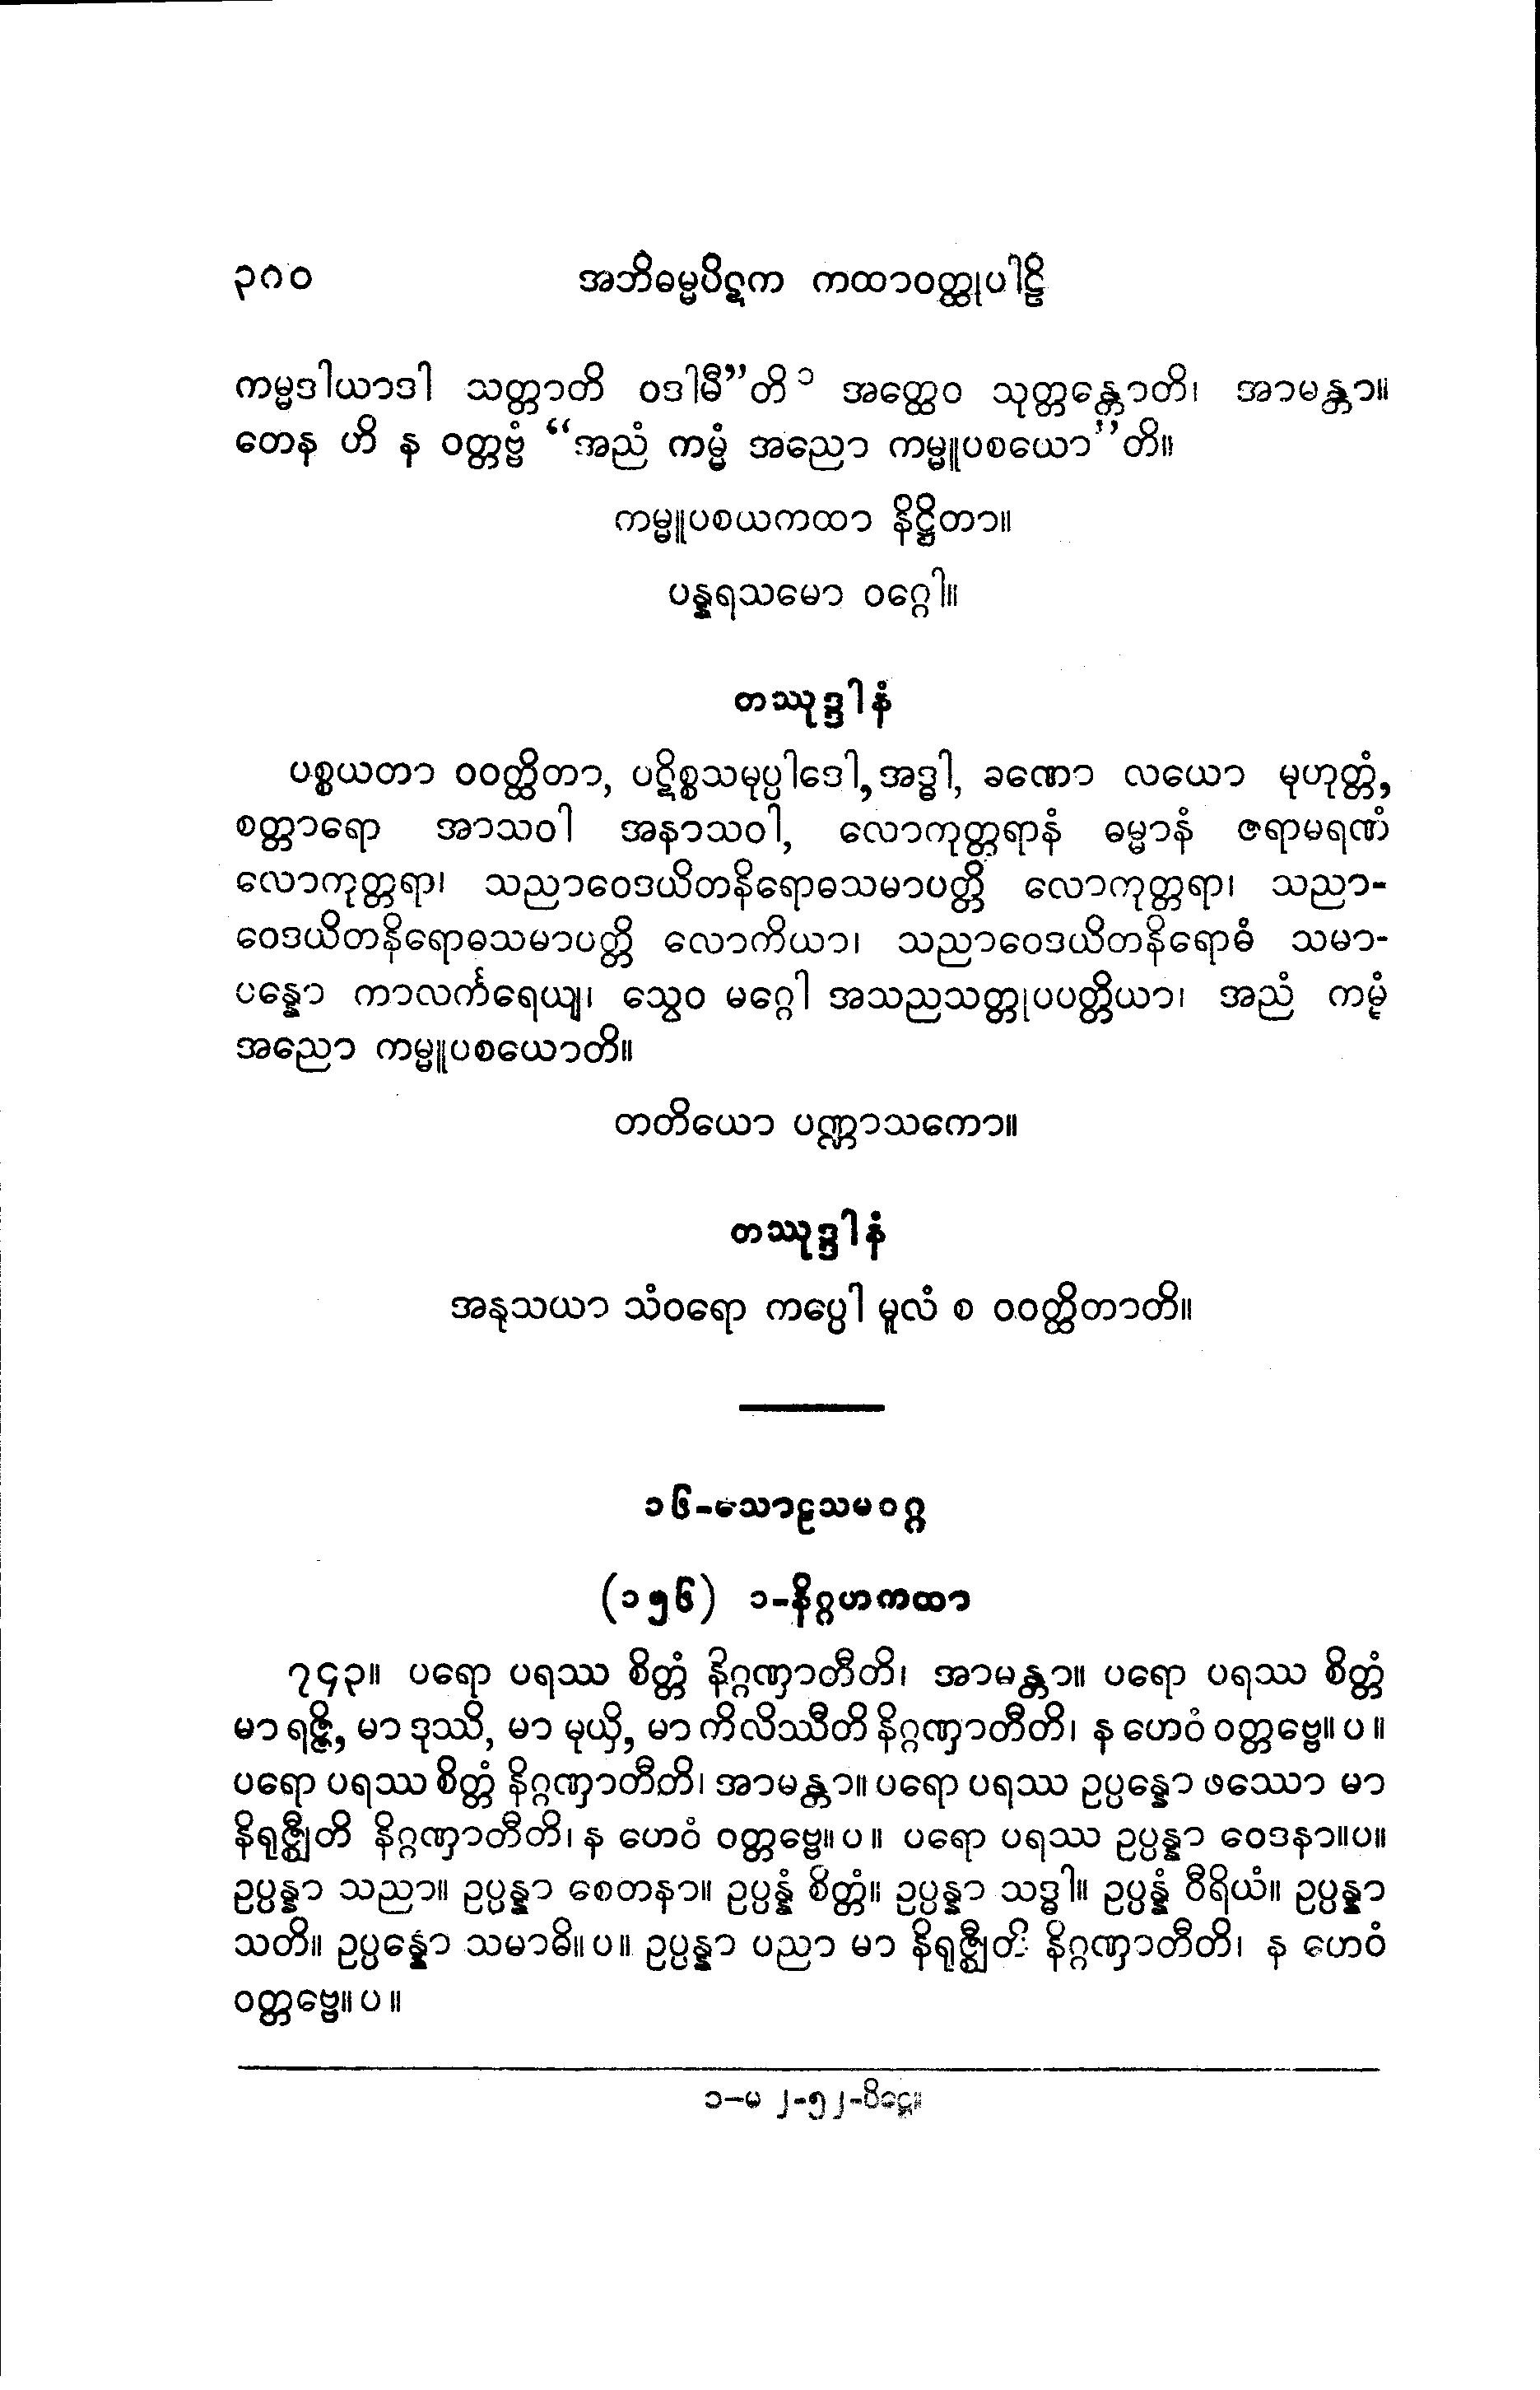 ၃၈၀ အဘိဓမ္မပိဋက ကထာဝတ္ထုပါဠိ
ကမ္မဒါယာဒါ သတ္တာတိ ဝဒါမီ”တိ ၁ အတ္ထေဝ သုတ္တန္တောတိ၊ အာမန္တာ။
တေန ဟိ န ဝတ္တဗ္ဗံ “အညံ ကမ္မံ အညော ကမ္မူပစယော”တိ။
ကမ္မူပစယကထာ နိဋ္ဌိတာ။
ပန္နရသမော ဝဂ္ဂေါ။
တဿုဒ္ဒါနံ
ပစ္စယတာ ဝဝတ္ထိတာ, ပဋိစ္စသမုပ္ပါဒေါ, အဒ္ဓါ, ခဏော လယော မုဟုတ္တံ,
စတ္တာရော အာသဝါ အနာသဝါ, လောကုတ္တရာနံ ဓမ္မာနံ ဇရာမရဏံ
လောကုတ္တရာ၊ သညာဝေဒယိတနိရောဓသမာပတ္တိ လောကုတ္တရာ၊ သညာ-
ဝေဒယိတနိရောဓသမာပတ္တိ လောကိယာ၊ သညာဝေဒယိတနိရောဓံ သမာ-
ပန္နော ကာလင်္ကရေယျ၊ သွေဝ မဂ္ဂေါ အသညသတ္တုပပတ္တိယာ၊ အညံ ကမ္မံ
အညော ကမ္မူပစယောတိ။
တတိယော ပဏ္ဏာသကော။
တဿုဒ္ဒါနံ
အနုသယာ သံဝရော ကပ္ပေါ မူလံ စ ဝဝတ္ထိတာတိ။
၁၆-သောဠသမဝဂ္ဂ
(၁၅၆) ၁-နိဂ္ဂဟကထာ
၇၄၃။ ပရော ပရဿ စိတ္တံ နိဂ္ဂဏှာတီတိ၊ အာမန္တာ။ ပရော ပရဿ စိတ္တံ
မာ ရဇ္ဇိ, မာ ဒုဿိ, မာ မုယှိ, မာ ကိလိဿီတိ နိဂ္ဂဏှာတီတိ၊ န ဟေဝံ ဝတ္တဗ္ဗေ။ ပ ။
ပရော ပရဿ စိတ္တံ နိဂ္ဂဏှာတီတိ၊ အာမန္တာ။ ပရော ပရဿ ဥပ္ပန္နော ဖဿော မာ
နိရုဇ္ဈီတိ နိဂ္ဂဏှာတီတိ၊ န ဟေဝံ ဝတ္တဗ္ဗေ။ ပ ။ ပရော ပရဿ ဥပ္ပန္နာ ဝေဒနာ။ပ။
ဥပ္ပန္နာ သညာ။ ဥပ္ပန္နာ စေတနာ။ ဥပ္ပန္နံ စိတ္တံ။ ဥပ္ပန္နာ သဒ္ဓါ။ ဥပ္ပန္နံ ဝီရိယံ။ ဥပ္ပန္နာ
သတိ။ ဥပ္ပန္နော သမာဓိ။ ပ။ ဥပ္ပန္နာ ပညာ မာ နိရုဇ္ဈီတိ နိဂ္ဂဏှာတီတိ၊ န ဟေဝံ
ဝတ္တဗ္ဗေ။ ပ ။
၁-မ ၂-၅၂-ပိဋ္ဌေ။